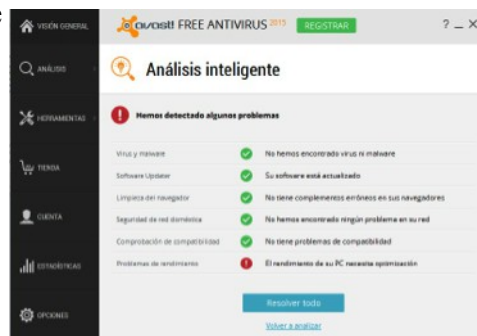 e
VISIÓN GENERAL
avast! FREE ANTIVIRUS 2015 REGISTRAR
ANÁLISIS
Análisis inteligente
HERRAMIENTAS
Hemos detectado algunos problemas
TIENDA
Virus y malware No hemos encontrado virus ni malware
Software Updater Su software está actualizado
Limpieza del navegador No tiene complementos erróneos en sus navegadores
CUENTA
Seguridad de red doméstica No hemos encontrado ningún problema en su red
Comprobación de compatibilidad No tiene problemas de compatibilidad
ESTADÍSTICAS
Problemas de rendimiento El rendimiento de su PC necesita optimización
OPCIONES
Resolver todo
Volver a analizar